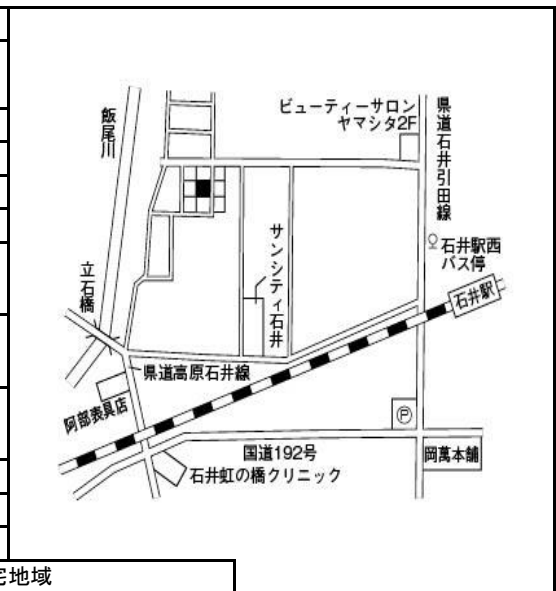 ビューティーサロン
ヤマシタ2F
県道石井引田線
飯尾川
サンシティ石井
石井駅西
バス停
石井駅
立石橋
県道高原石井線
阿部表具店
P
国道192号
岡萬本舗
石井虹の橋クリニック
宅地域